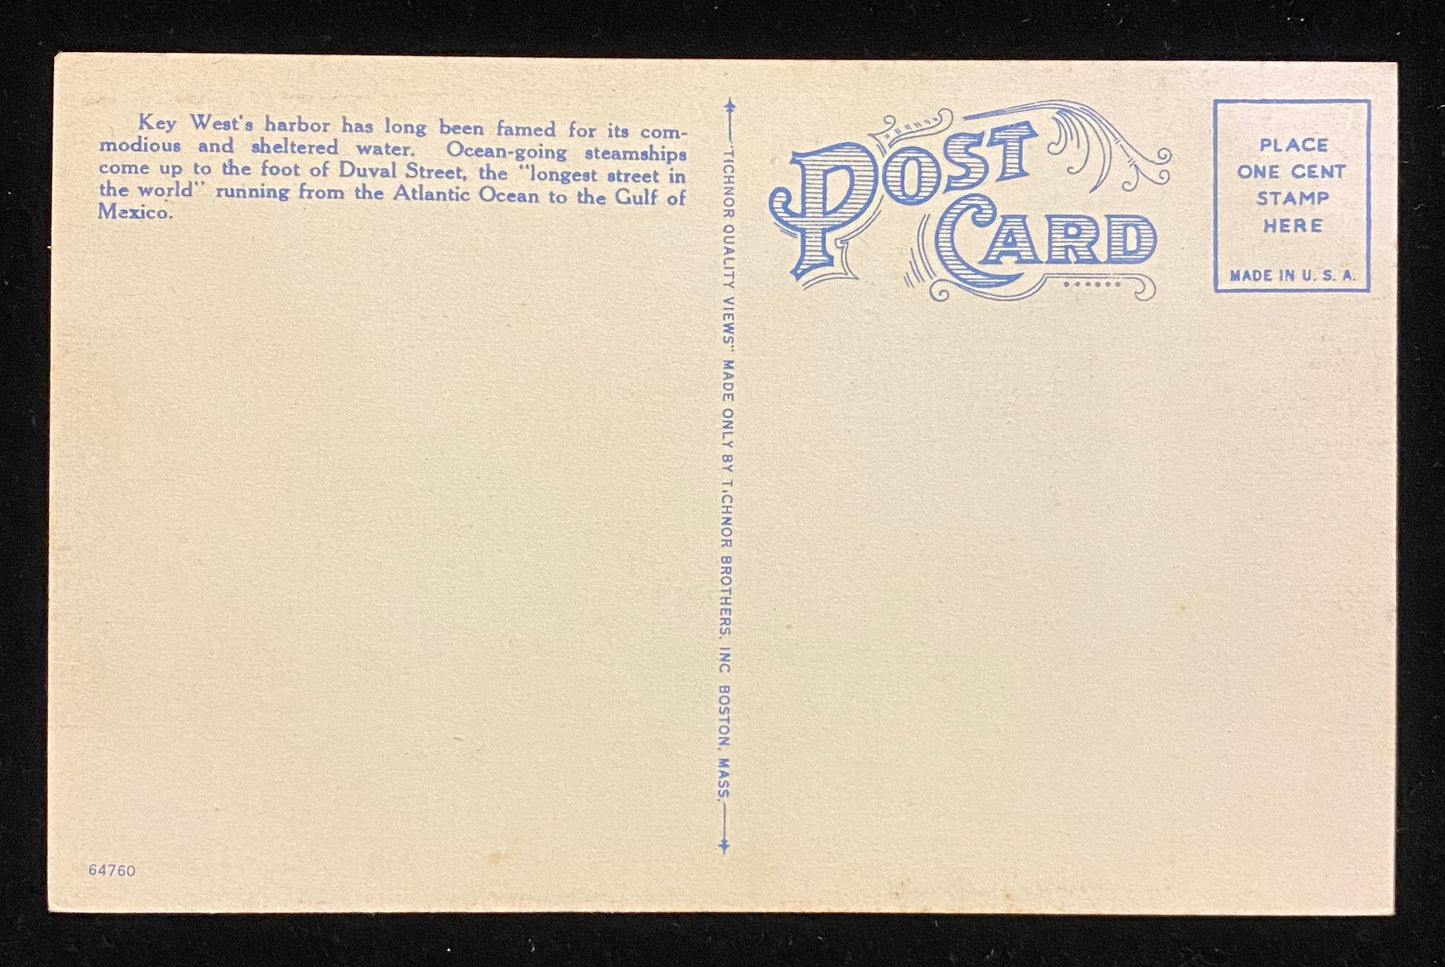 Key West's harbor has long been famed for its com-
modious and sheltered water. Ocean-going steamships
come up to the foot of Duval Street, the "longest street in
the world" running from the Atlantic Ocean to the Gulf of
Mexico.
64760
"TICHNOR QUALITY VIEWS" MADE ONLY BY TICHNOR BROTHERS, INC BOSTON, MASS.
POST
CARD
PLACE
ONE CENT
STAMP
HERE
MADE IN U. S. A.